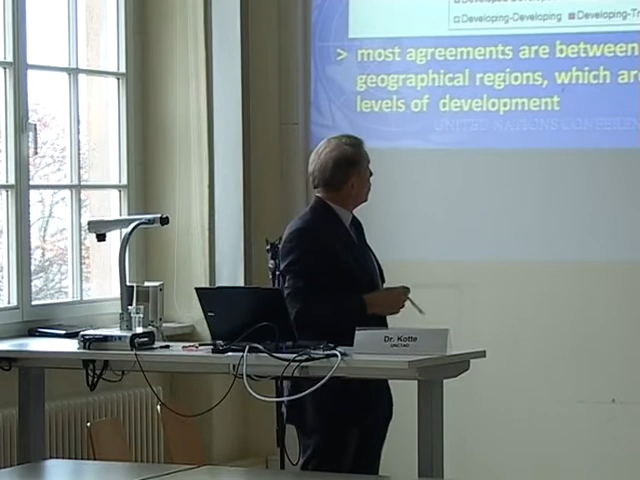 Developing-Developing Developing-Tr
> most agreements are between
geographical regions, which are
levels of development
UNITED NATIONS CONFEREN
Dr. Kotte
UNCTAD